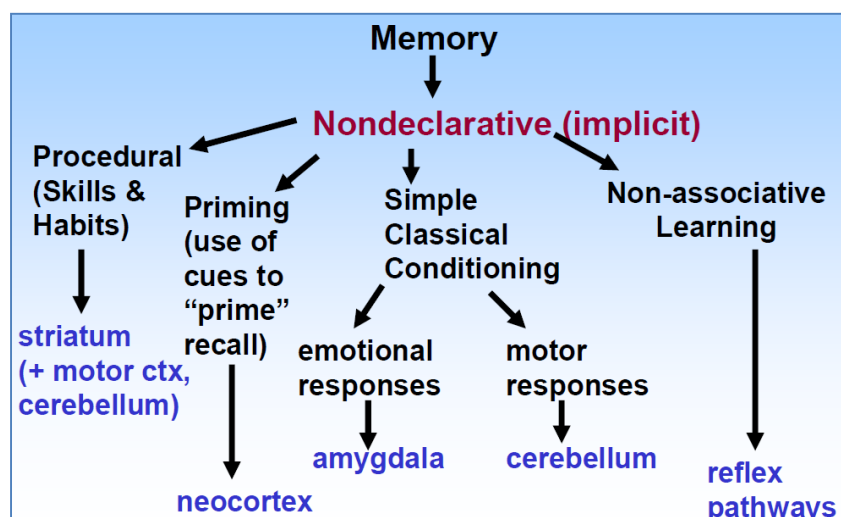 Memory
Nondeclarative (implicit)
Procedural
(Skills &
Habits)
striatum
(+ motor ctx,
cerebellum)
Priming
(use of
cues to
“prime”
recall)
neocortex
Simple
Classical
Conditioning
emotional
responses
amygdala
motor
responses
cerebellum
Non-associative
Learning
reflex
pathways